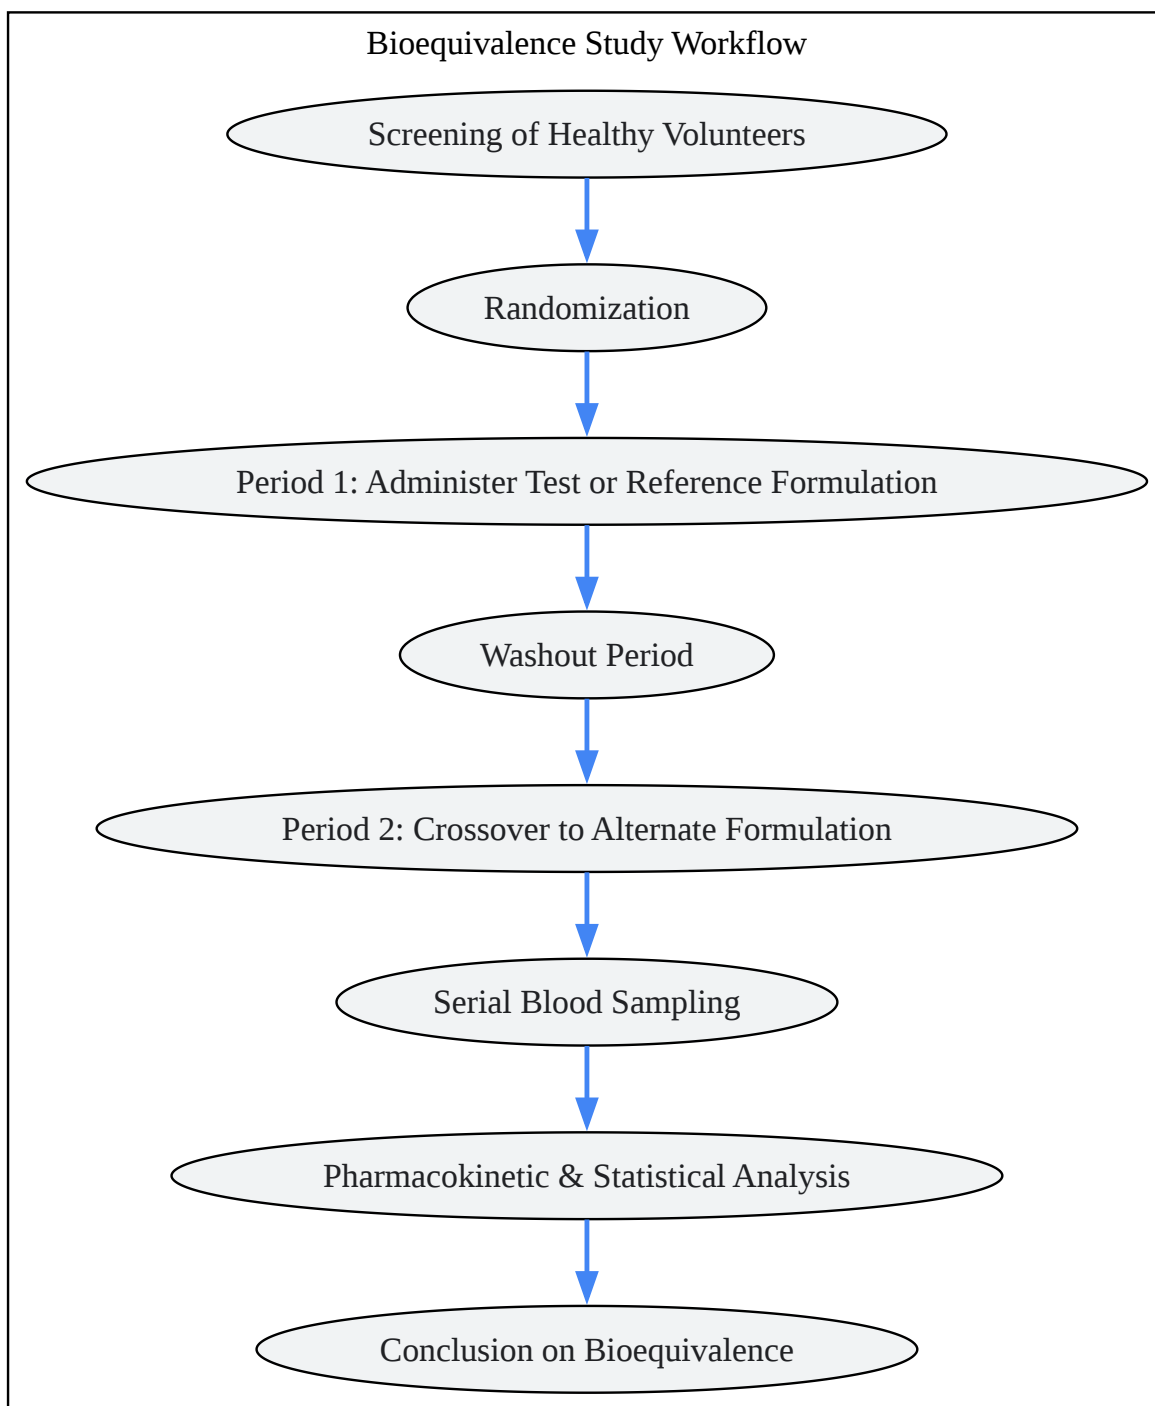 Bioequivalence Study Workflow
Screening of Healthy Volunteers
Randomization
Period 1: Administer Test or Reference Formulation
Washout Period
Period 2: Crossover to Alternate Formulation
Serial Blood Sampling
Pharmacokinetic & Statistical Analysis
Conclusion on Bioequivalence